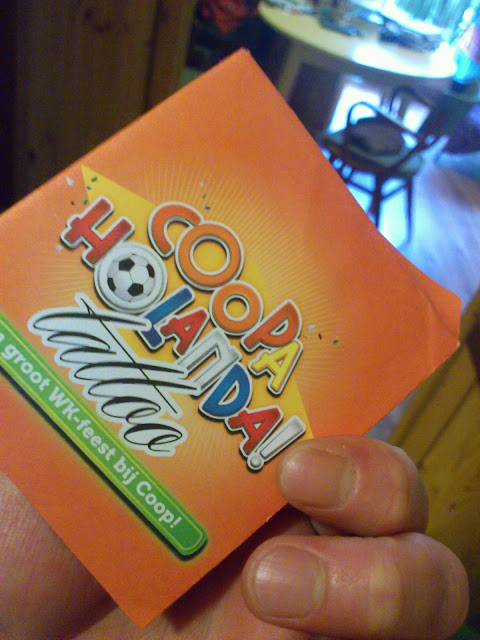 COOPA
HOLANDA!
tattoo
groot WK-feest bij Coop!